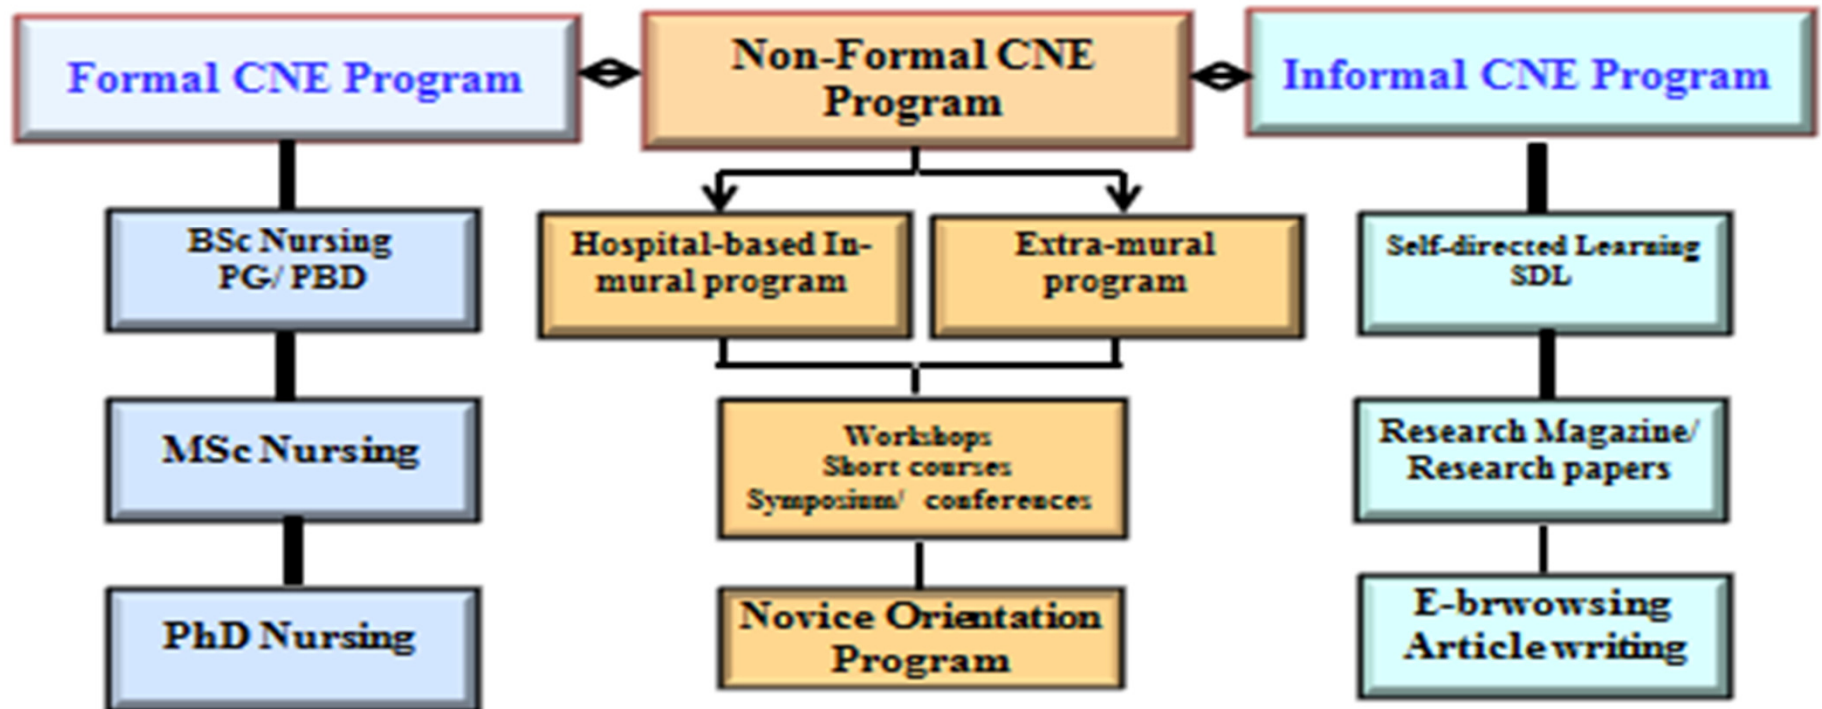 Formal CNE Program
Non-Formal CNE
Program
Informal CNE Program
BSc Nursing
PG/ PBD
Hospital-based In-
mural program
Extra-mural
program
Self-directed Learning
SDL
MSc Nursing
Workshops
Short courses
Symposium/ conferences
Research Magazine/
Research papers
PhD Nursing
Novice Orientation
Program
E-brwowsing
Article writing